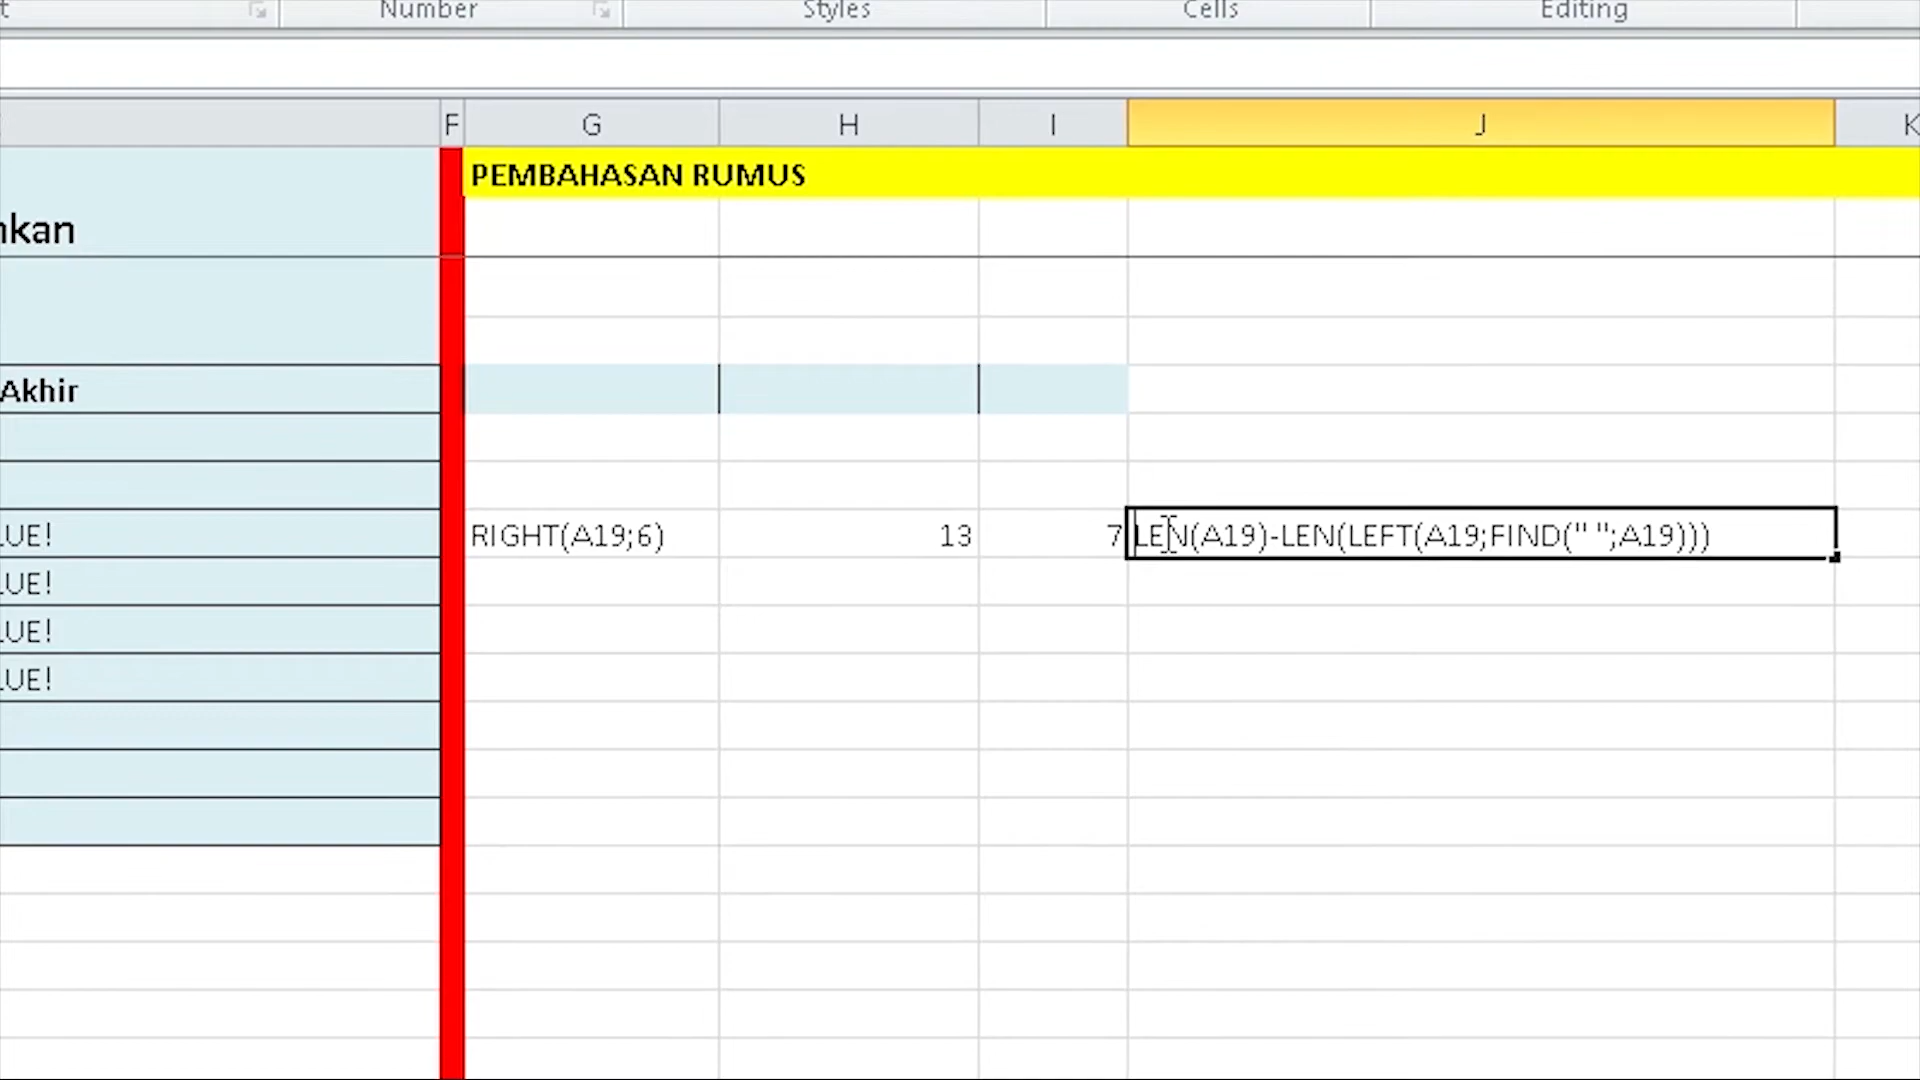 Number Styles Cells Editing
F G H I J K
PEMBAHASAN RUMUS
nkan
Akhir
LUE! RIGHT(A19;6) 13 7 LEN(A19)-LEN(LEFT(A19;FIND(" ";A19)))
LUE!
LUE!
LUE!